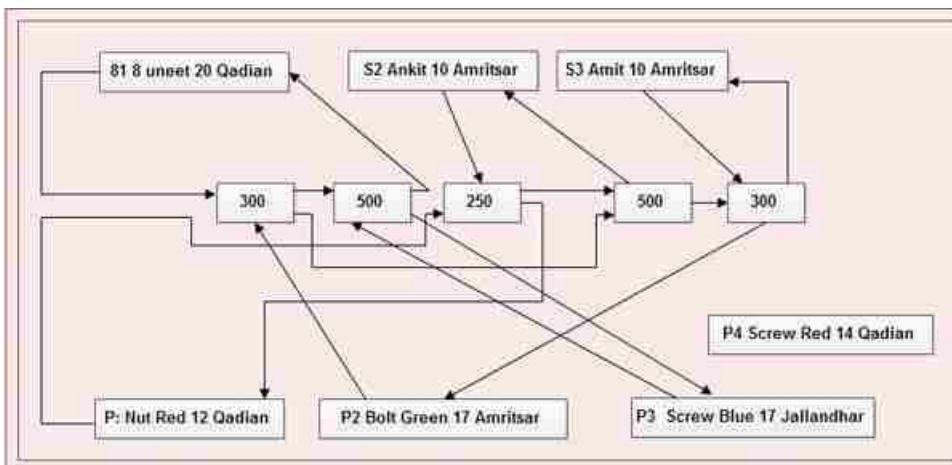 81 8 uneet 20 Qadian
S2 Ankit 10 Amritsar
S3 Amit 10 Amritsar
300
500
250
500
300
P4 Screw Red 14 Qadian
P: Nut Red 12 Qadian
P2 Bolt Green 17 Amritsar
P3 Screw Blue 17 Jallandhar